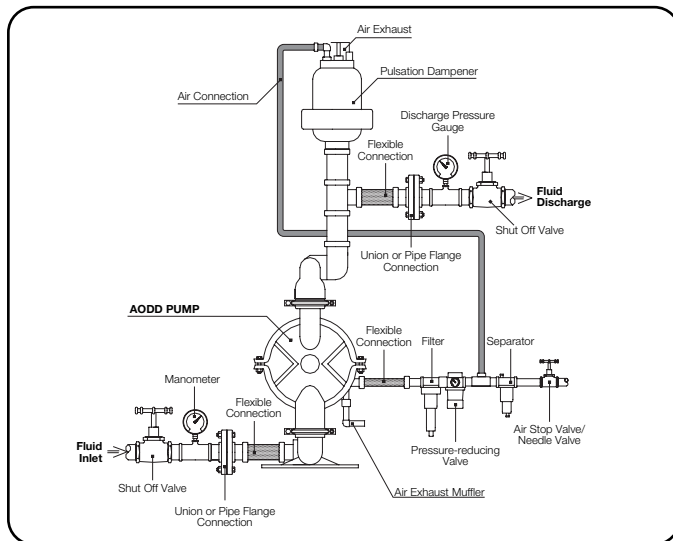 Air Exhaust
Pulsation Dampener
Air Connection
Discharge Pressure
Gauge
Flexible
Connection
Fluid
Discharge
Shut Off Valve
Union or Pipe Flange
Connection
AODD PUMP
Flexible
Connection
Filter
Separator
Manometer
Flexible
Connection
Air Stop Valve/
Needle Valve
Fluid
Inlet
Pressure-reducing
Valve
Shut Off Valve
Air Exhaust Muffler
Union or Pipe Flange
Connection